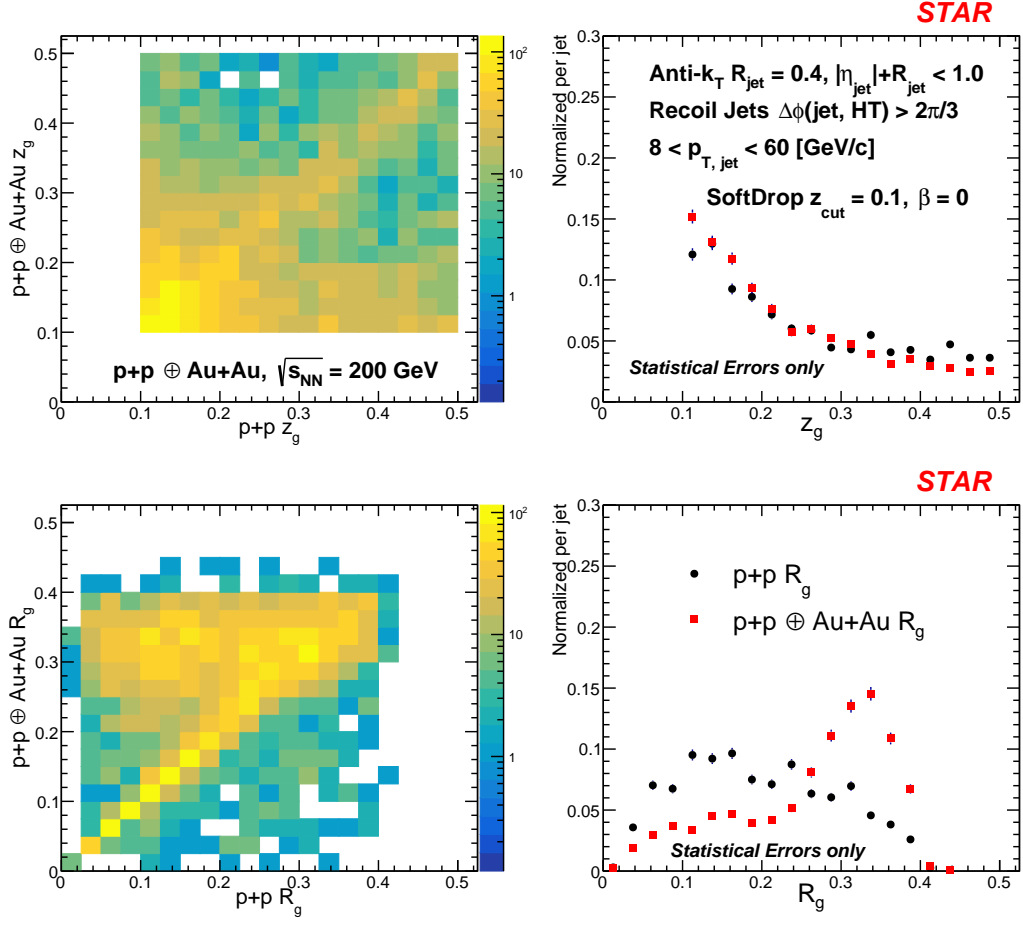 STAR
p+p ⊕ Au+Au z_g
0.5
0.4
0.3
0.2
0.1
0
10^2
10
1
p+p ⊕ Au+Au, √s_NN = 200 GeV
0 0.1 0.2 0.3 0.4 0.5
p+p z_g
Normalized per jet
0.3
0.25
0.2
0.15
0.1
0.05
0
Anti-k_T R_jet = 0.4, |η_jet|+R_jet < 1.0
Recoil Jets Δϕ(jet, HT) > 2π/3
8 < p_T, jet < 60 [GeV/c]
SoftDrop z_cut = 0.1, β = 0
Statistical Errors only
0 0.1 0.2 0.3 0.4 0.5
z_g
STAR
p+p ⊕ Au+Au R_g
0.5
0.4
0.3
0.2
0.1
0
10^2
10
1
0 0.1 0.2 0.3 0.4 0.5
p+p R_g
Normalized per jet
0.3
0.25
0.2
0.15
0.1
0.05
0
p+p R_g
p+p ⊕ Au+Au R_g
Statistical Errors only
0 0.1 0.2 0.3 0.4 0.5
R_g